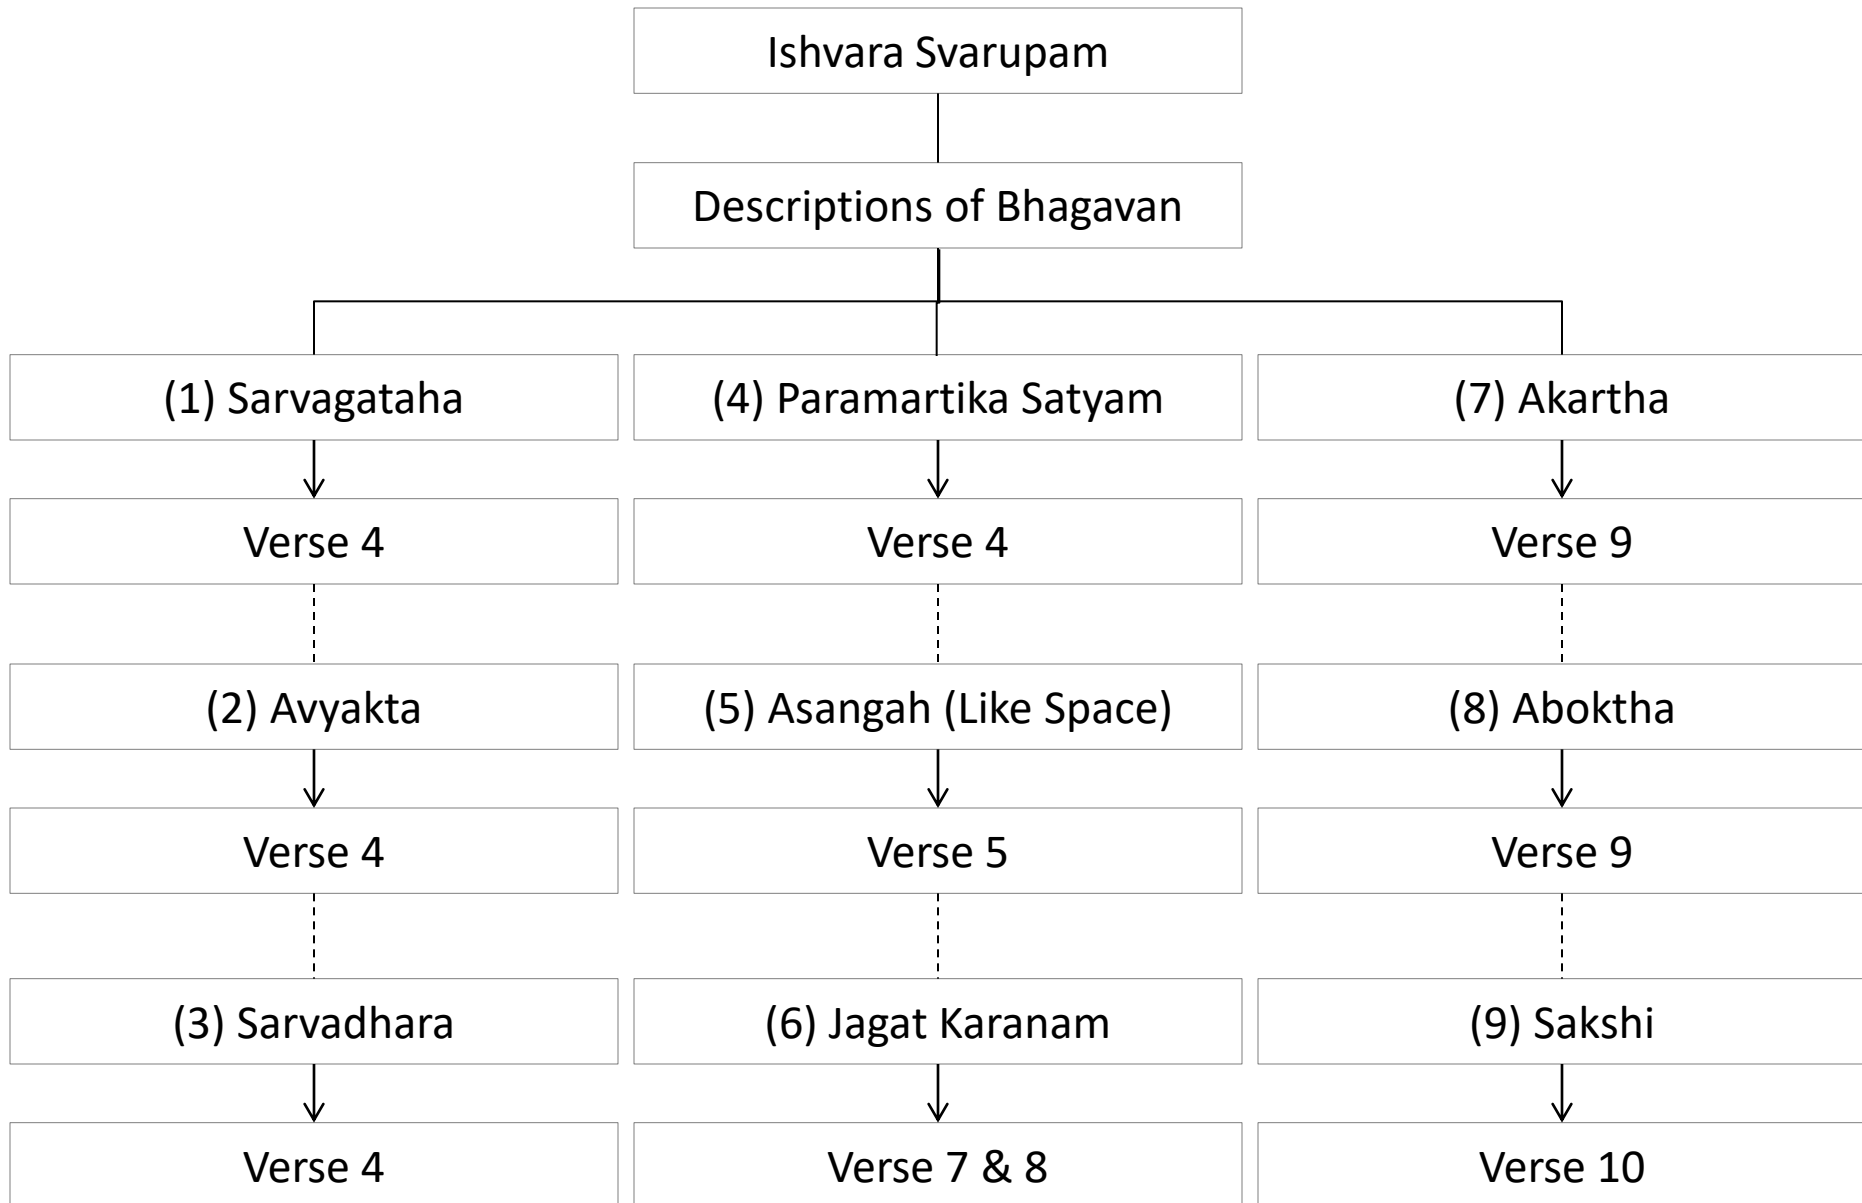 Ishvara Svarupam
Descriptions of Bhagavan
(1) Sarvagataha
Verse 4
(2) Avyakta
Verse 4
(3) Sarvadhara
Verse 4
(4) Paramartika Satyam
Verse 4
(5) Asangah (Like Space)
Verse 5
(6) Jagat Karanam
Verse 7 & 8
(7) Akartha
Verse 9
(8) Aboktha
Verse 9
(9) Sakshi
Verse 10